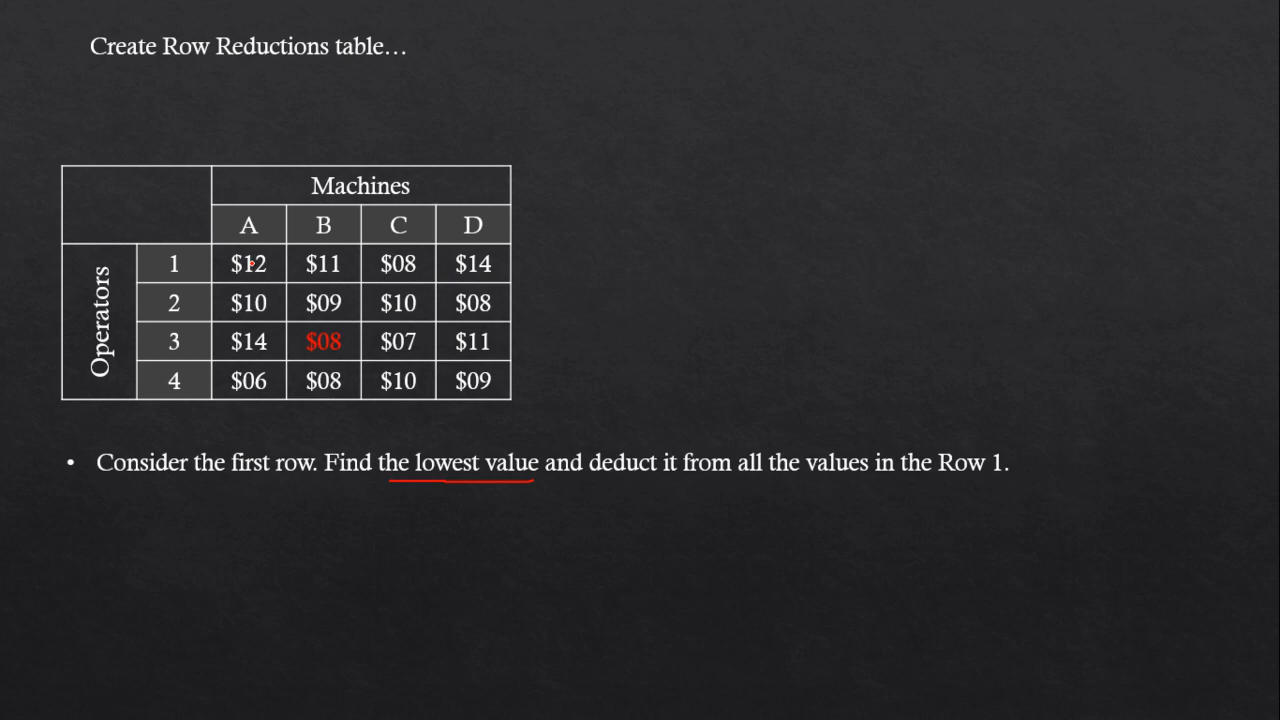 Create Row Reductions table…
Machines
A B C D
Operators
1 $12 $11 $08 $14
2 $10 $09 $10 $08
3 $14 $08 $07 $11
4 $06 $08 $10 $09
• Consider the first row. Find the lowest value and deduct it from all the values in the Row 1.